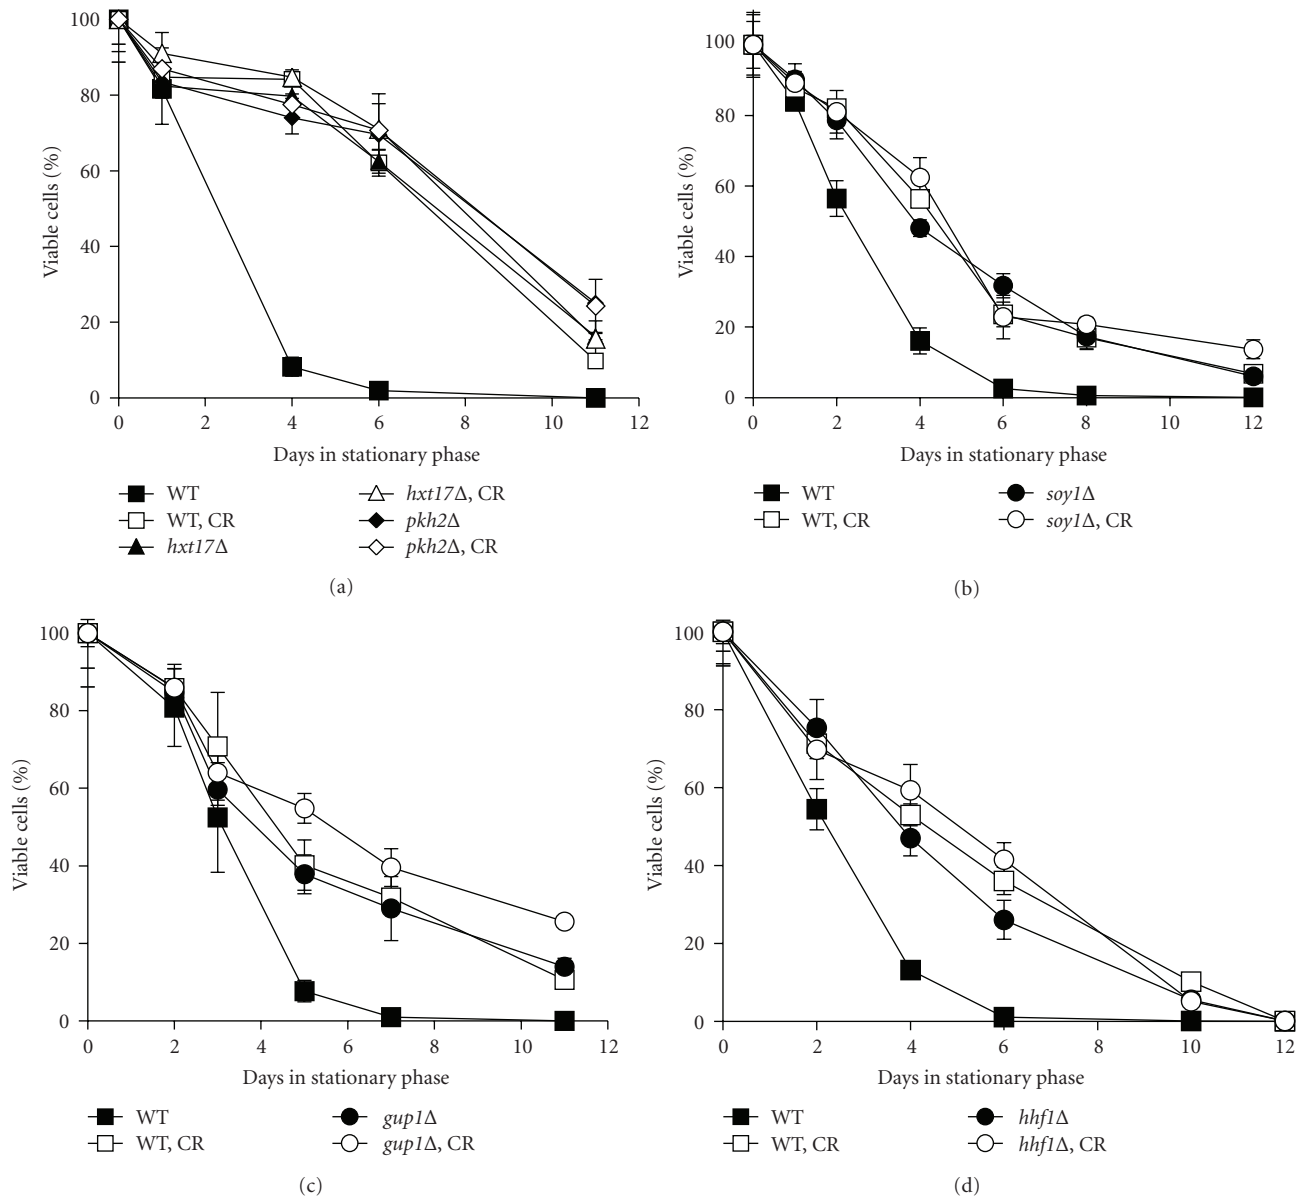 100
80
60
40
20
0
Viable cells (%)
0 2 4 6 8 10 12
Days in stationary phase
WT
WT, CR
hxt17Δ
hxt17Δ, CR
pkh2Δ
pkh2Δ, CR
(a)
100
80
60
40
20
0
Viable cells (%)
0 2 4 6 8 10 12
Days in stationary phase
WT
WT, CR
soy1Δ
soy1Δ, CR
(b)
100
80
60
40
20
0
Viable cells (%)
0 2 4 6 8 10 12
Days in stationary phase
WT
WT, CR
gup1Δ
gup1Δ, CR
(c)
100
80
60
40
20
0
Viable cells (%)
0 2 4 6 8 10 12
Days in stationary phase
WT
WT, CR
hhf1Δ
hhf1Δ, CR
(d)